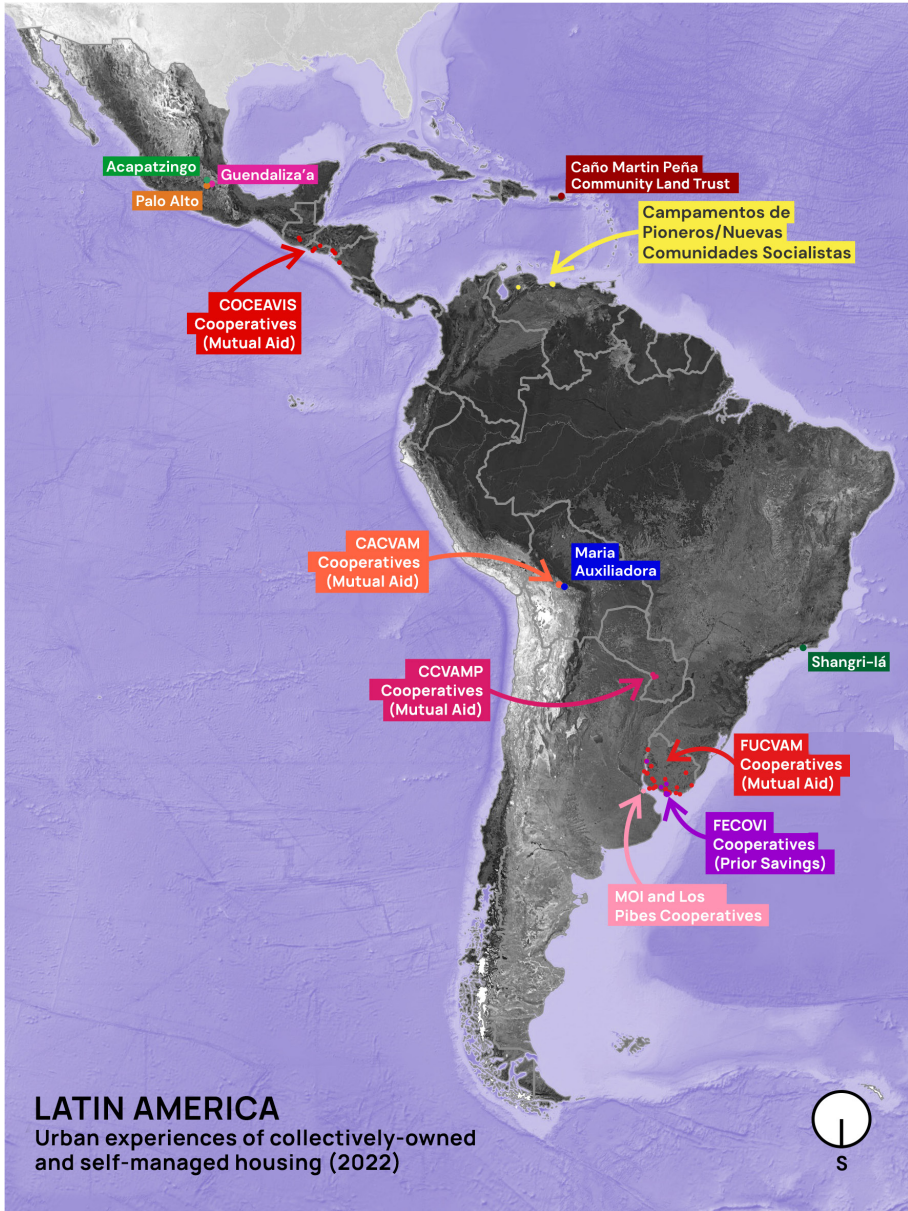 Acapatzingo
Guendaliza'a
Palo Alto
Caño Martin Peña
Community Land Trust
Campamentos de
Pioneros/Nuevas
Comunidades Socialistas
COCEAVIS
Cooperatives
(Mutual Aid)
CACVAM
Cooperatives
(Mutual Aid)
Maria
Auxiliadora
Shangri-lá
CCVAMP
Cooperatives
(Mutual Aid)
FUCVAM
Cooperatives
(Mutual Aid)
FECOVI
Cooperatives
(Prior Savings)
MOI and Los
Pibes Cooperatives
LATIN AMERICA
Urban experiences of collectively-owned
and self-managed housing (2022)
S